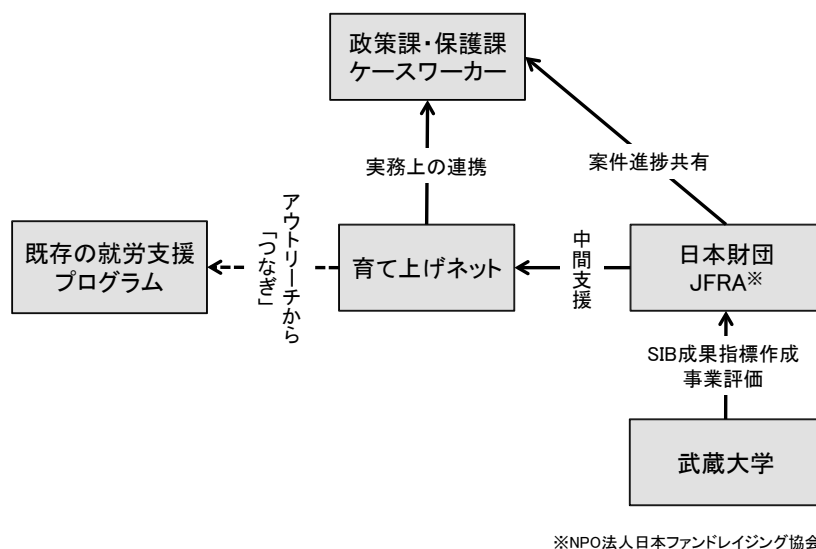 政策課・保護課
ケースワーカー
実務上の連携
案件進捗共有
既存の就労支援
プログラム
アウトリーチから
「つなぎ」
育て上げネット
中間支援
日本財団
JFRA※
SIB成果指標作成
事業評価
武蔵大学
※NPO法人日本ファンドレイジング協会